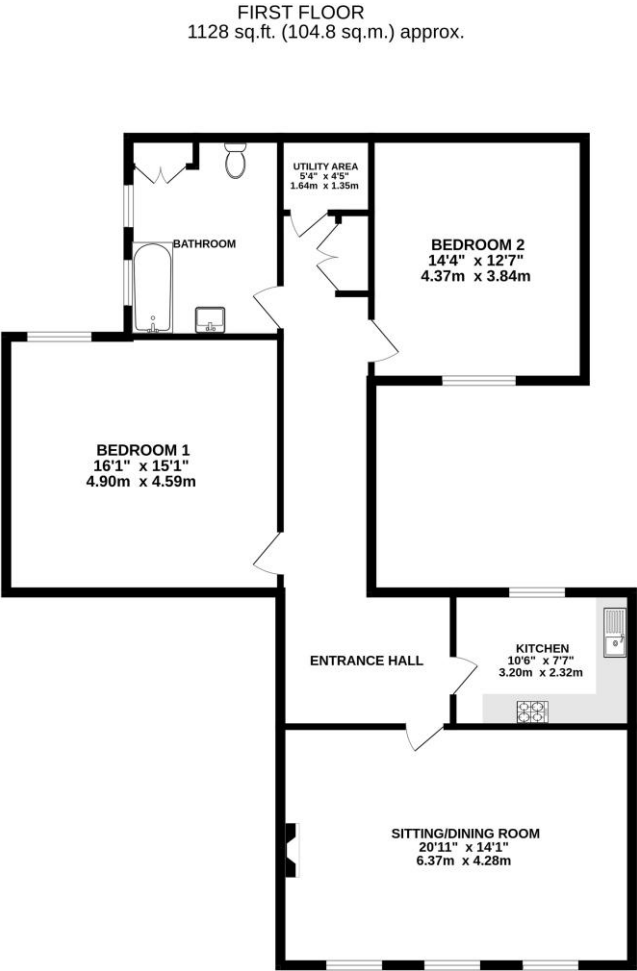 FIRST FLOOR
1128 sq.ft. (104.8 sq.m.) approx.
UTILITY AREA
5'4" x 4'5"
1.64m x 1.35m
BATHROOM
BEDROOM 2
14'4" x 12'7"
4.37m x 3.84m
BEDROOM 1
16'1" x 15'1"
4.90m x 4.59m
KITCHEN
10'6" x 7'7"
3.20m x 2.32m
ENTRANCE HALL
SITTING/DINING ROOM
20'11" x 14'1"
6.37m x 4.28m